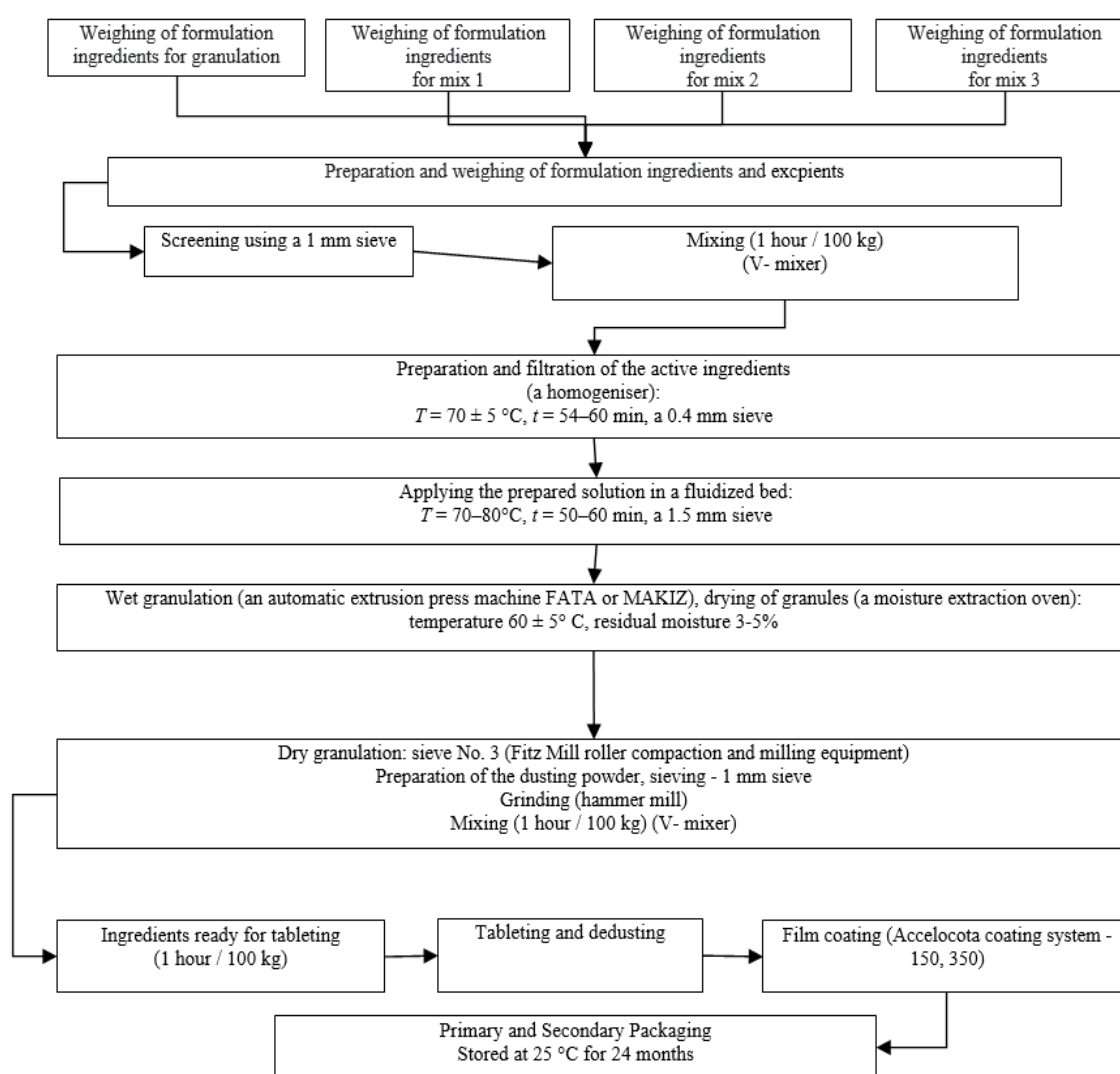 Weighing of formulation
ingredients for granulation
Weighing of formulation
ingredients
for mix 1
Weighing of formulation
ingredients
for mix 2
Weighing of formulation
ingredients
for mix 3
Preparation and weighing of formulation ingredients and excpients
Screening using a 1 mm sieve
Mixing (1 hour / 100 kg)
(V- mixer)
Preparation and filtration of the active ingredients
(a homogeniser):
T = 70 ± 5 °C, t = 54–60 min, a 0.4 mm sieve
Applying the prepared solution in a fluidized bed:
T = 70–80°C, t = 50–60 min, a 1.5 mm sieve
Wet granulation (an automatic extrusion press machine FATA or MAKIZ), drying of granules (a moisture extraction oven):
temperature 60 ± 5° C, residual moisture 3-5%
Dry granulation: sieve No. 3 (Fitz Mill roller compaction and milling equipment)
Preparation of the dusting powder, sieving - 1 mm sieve
Grinding (hammer mill)
Mixing (1 hour / 100 kg) (V- mixer)
Ingredients ready for tableting
(1 hour / 100 kg)
Tableting and dedusting
Film coating (Accelocota coating system -
150, 350)
Primary and Secondary Packaging
Stored at 25 °C for 24 months